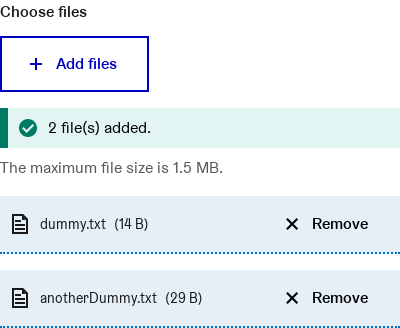 Choose files
Add files
2 file(s) added.
The maximum file size is 1.5 MB.
dummy.txt (14 B) Remove
anotherDummy.txt (29 B) Remove